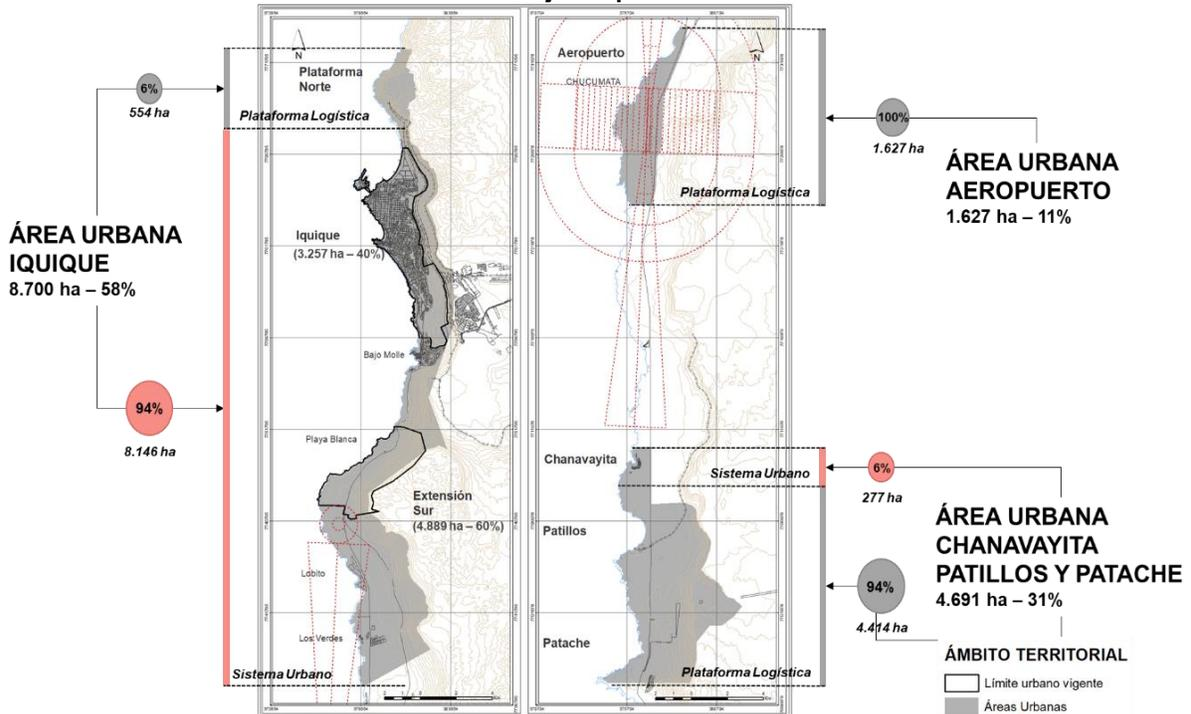 N
Plataforma
Norte
6%
554 ha
Plataforma Logística
ÁREA URBANA
IQUIQUE
8.700 ha – 58%
Iquique
(3.257 ha – 40%)
Bajo Molle
94%
8.146 ha
Playa Blanca
Extensión
Sur
(4.889 ha – 60%)
Lobito
Los Verdes
Sistema Urbano
Aeropuerto
CHUCUMATA
N
100%
1.627 ha
Plataforma Logística
ÁREA URBANA
AEROPUERTO
1.627 ha – 11%
Chanavayita
Sistema Urbano
6%
277 ha
Patillos
ÁREA URBANA
CHANAVAYITA
PATILLOS Y PATACHE
4.691 ha – 31%
94%
4.414 ha
Patache
Plataforma Logística
ÁMBITO TERRITORIAL
Límite urbano vigente
Áreas Urbanas